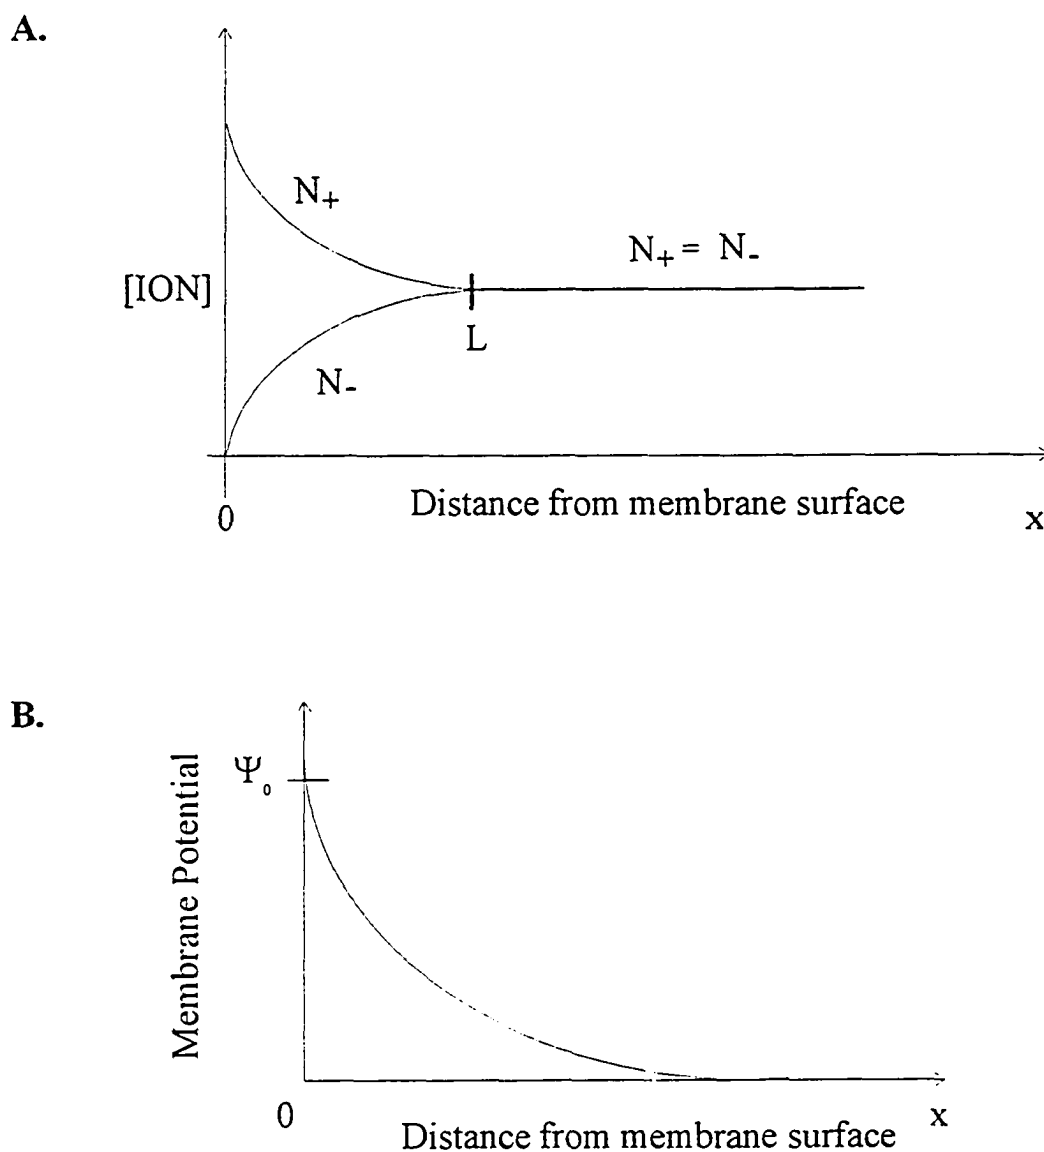 A.
N+
N+ = N-
[ION]
L
N-
Distance from membrane surface
0
x
B.
Ψ0
Membrane Potential
0
x
Distance from membrane surface